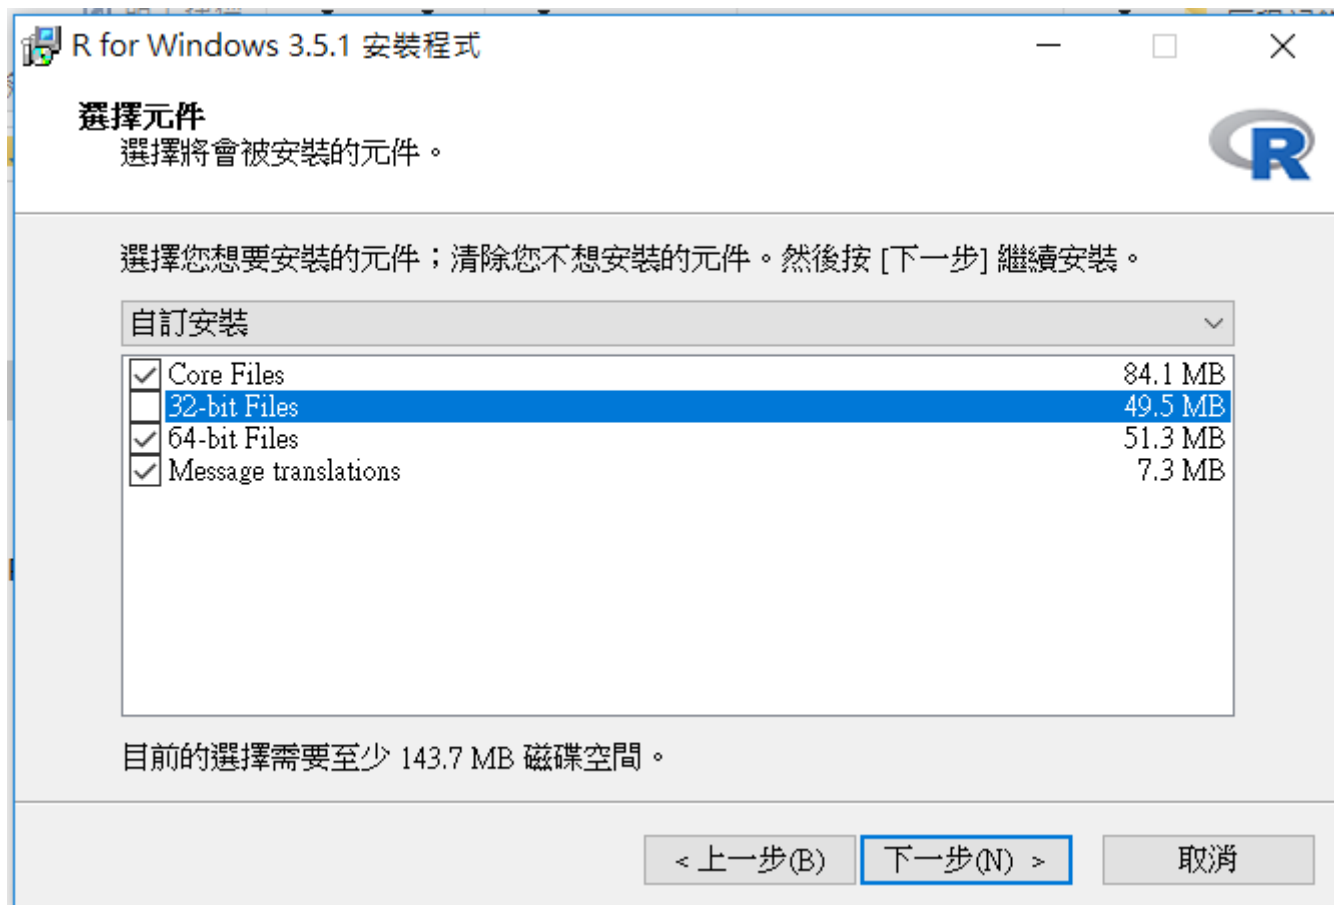 R for Windows 3.5.1 安裝程式
選擇元件
選擇將會被安裝的元件。
R
選擇您想要安裝的元件；清除您不想安裝的元件。然後按 [下一步] 繼續安裝。
自訂安裝
Core Files 84.1 MB
32-bit Files 49.5 MB
64-bit Files 51.3 MB
Message translations 7.3 MB
目前的選擇需要至少 143.7 MB 磁碟空間。
< 上一步(B) 下一步(N) > 取消